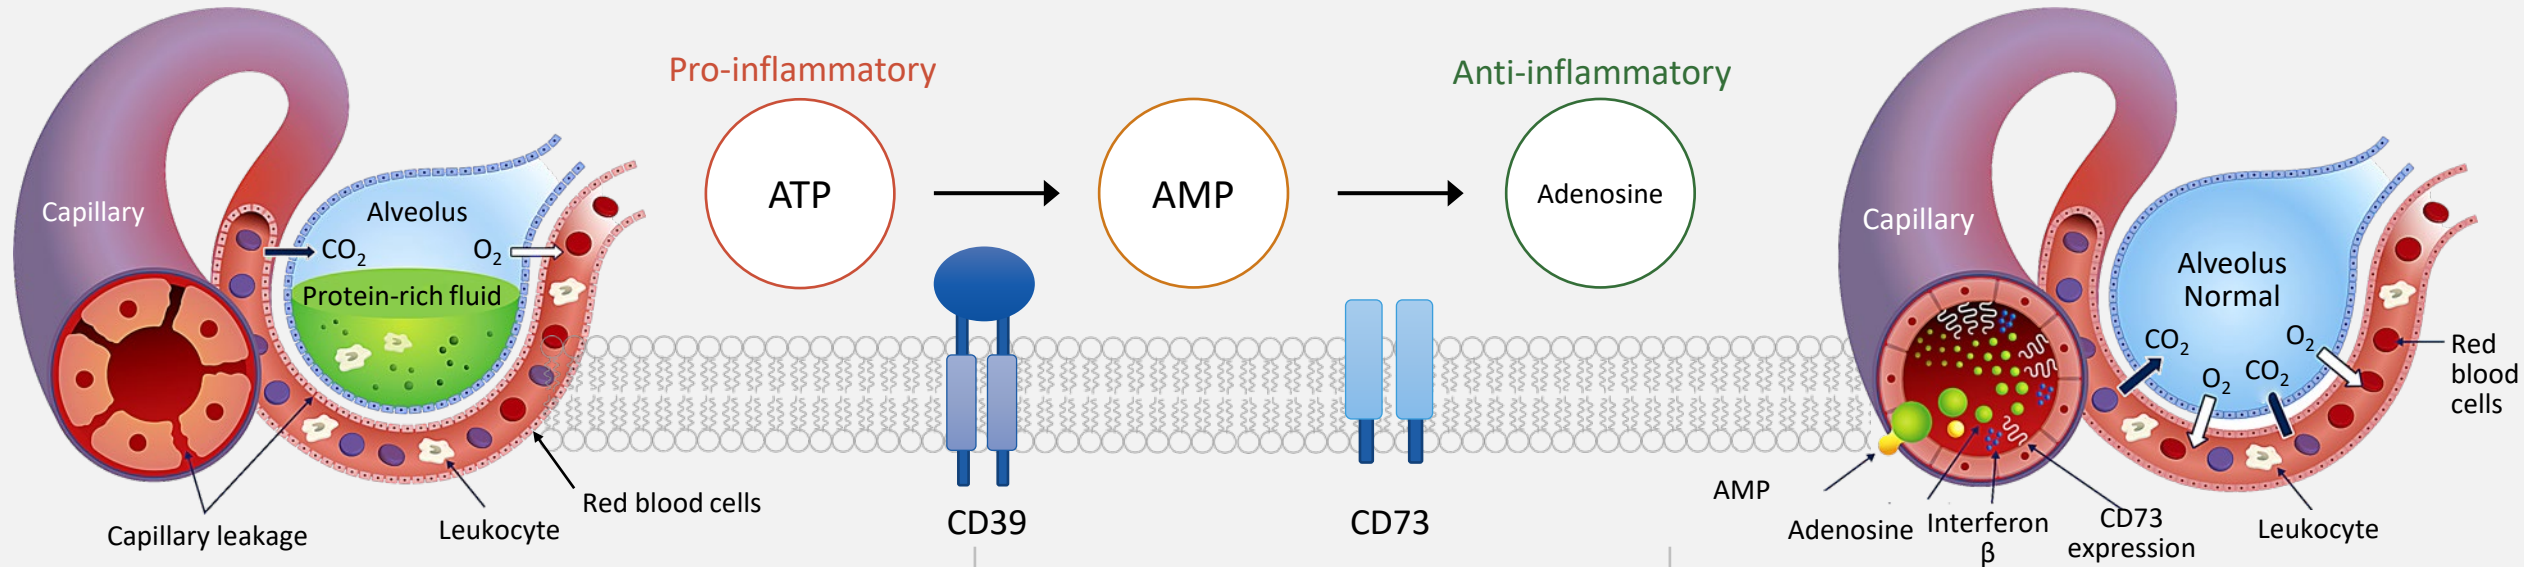 Capillary
Alveolus
CO₂
O₂
Protein-rich fluid
Capillary leakage
Leukocyte
Red blood cells
Pro-inflammatory
ATP
AMP
Anti-inflammatory
Adenosine
CD39
CD73
Capillary
Alveolus
Normal
CO₂
O₂
O₂
CO₂
Red
blood
cells
AMP
Adenosine
Interferon
β
CD73
expression
Leukocyte